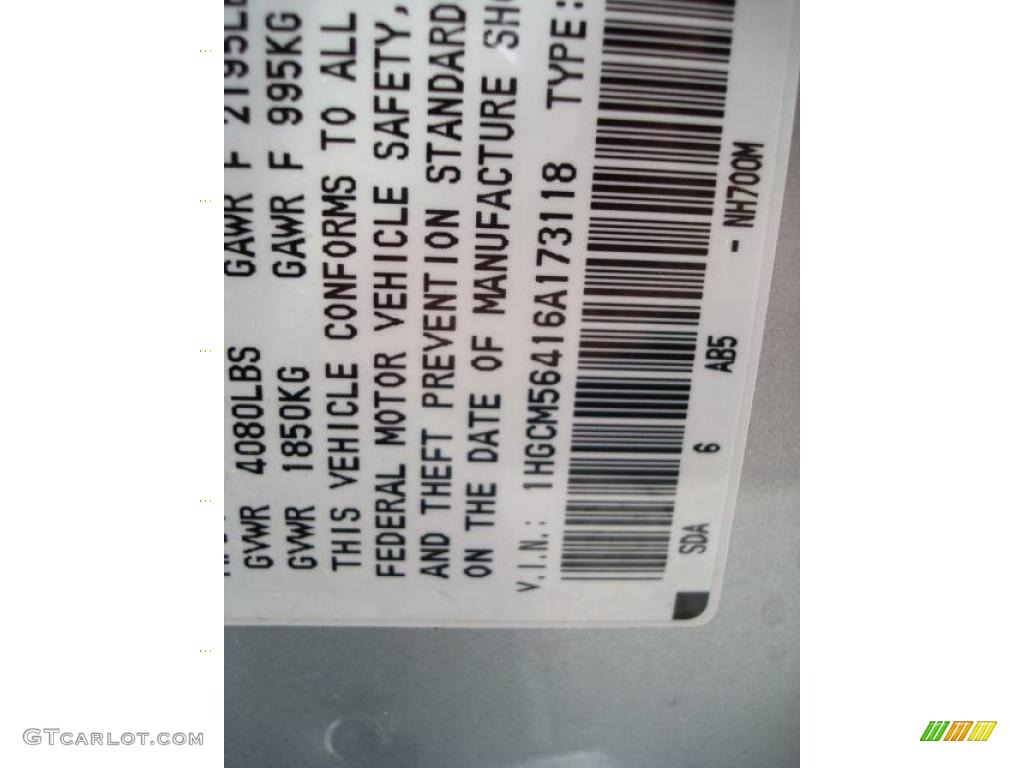 GVWR 4080LBS GAWR F 2195LB
GVWR 1850KG GAWR F 995KG
THIS VEHICLE CONFORMS TO ALL
FEDERAL MOTOR VEHICLE SAFETY,
AND THEFT PREVENTION STANDARD
ON THE DATE OF MANUFACTURE SHO
V.I.N.: 1HGCM56416A173118 TYPE:
SDA 6 AB5 - NH700M
GTCARLOT.COM